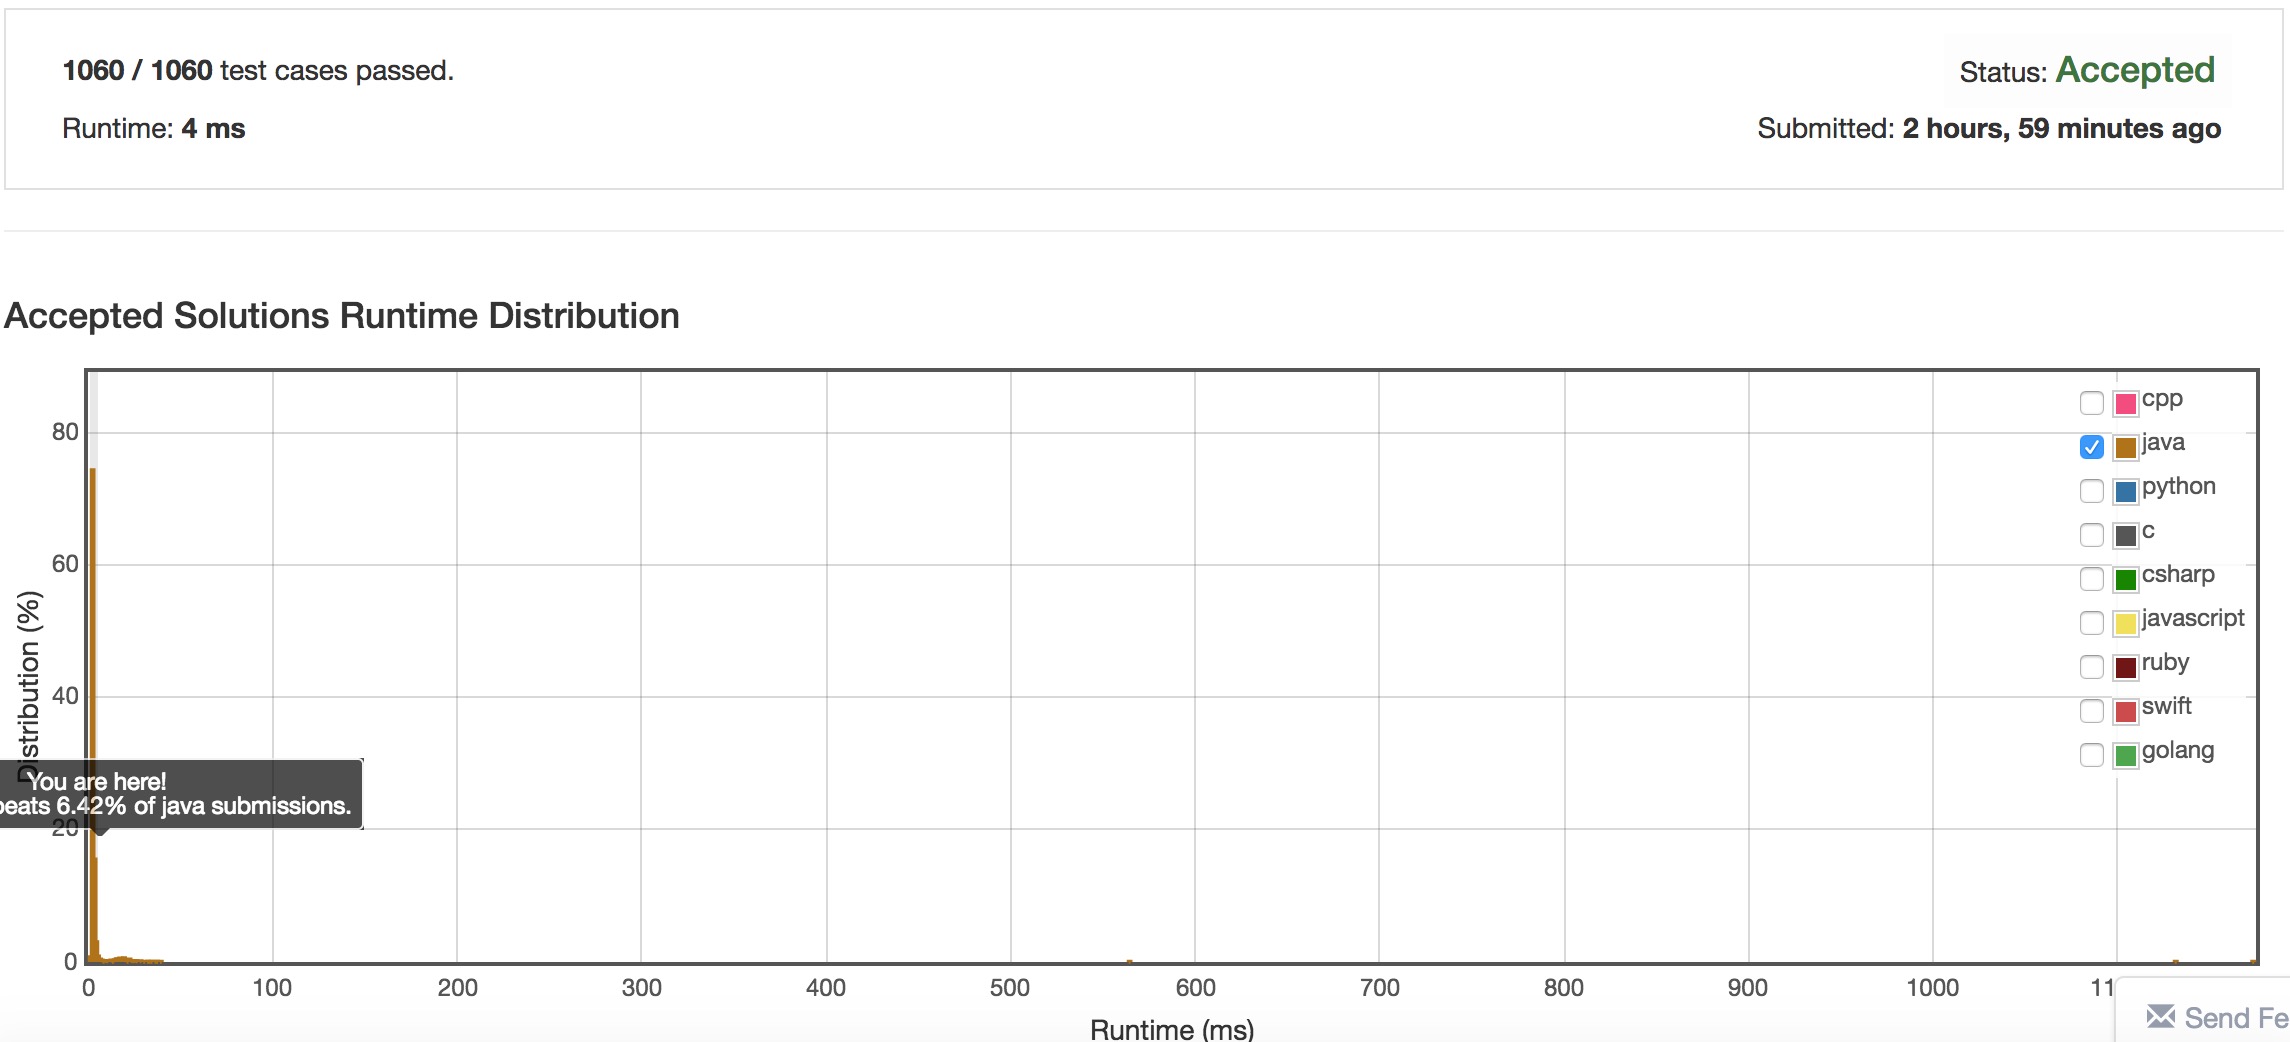 1060 / 1060 test cases passed.
Status: Accepted
Runtime: 4 ms
Submitted: 2 hours, 59 minutes ago
Accepted Solutions Runtime Distribution
Distribution (%)
80
60
40
20
0
You are here!
beats 6.42% of java submissions.
cpp
java
python
c
csharp
javascript
ruby
swift
golang
0 100 200 300 400 500 600 700 800 900 1000 11
Runtime (ms)
Send Fe